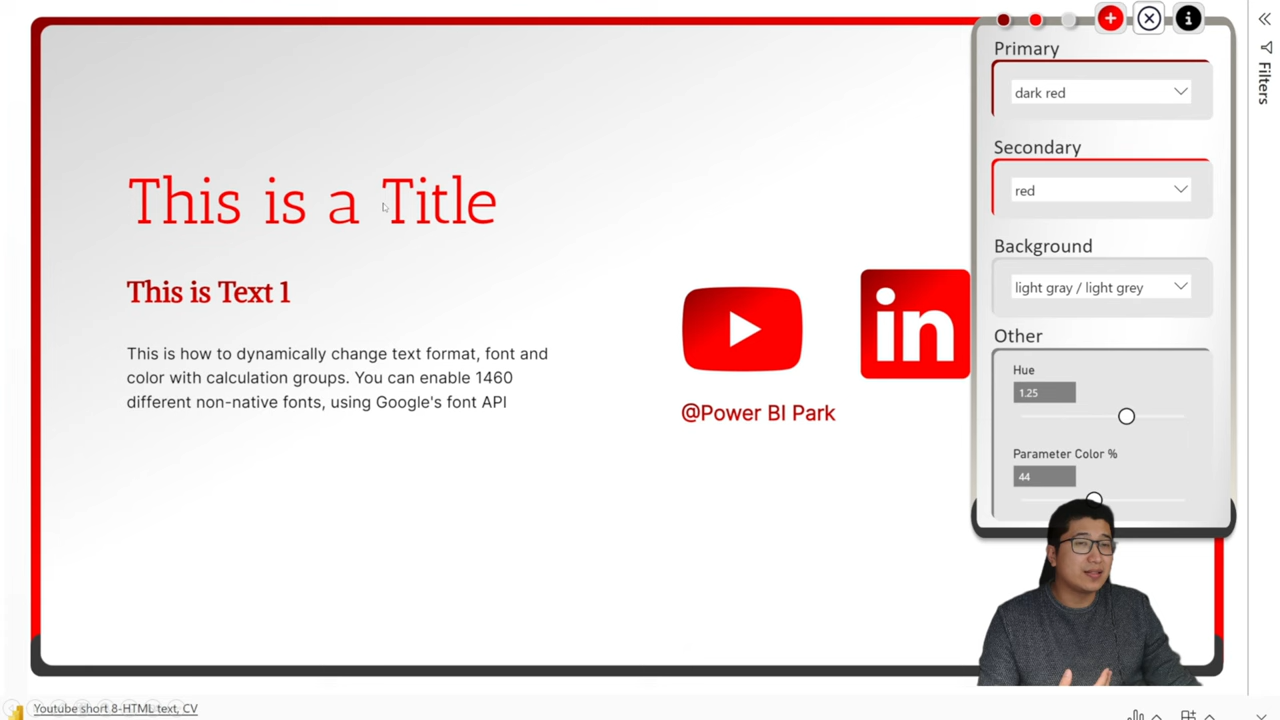 This is a Title
This is Text 1
This is how to dynamically change text format, font and
color with calculation groups. You can enable 1460
different non-native fonts, using Google's font API
in
@Power BI Park
Primary
dark red
Secondary
red
Background
light gray / light grey
Other
Hue
1.25
Parameter Color %
44
Filters
Youtube short 8-HTML text, CV